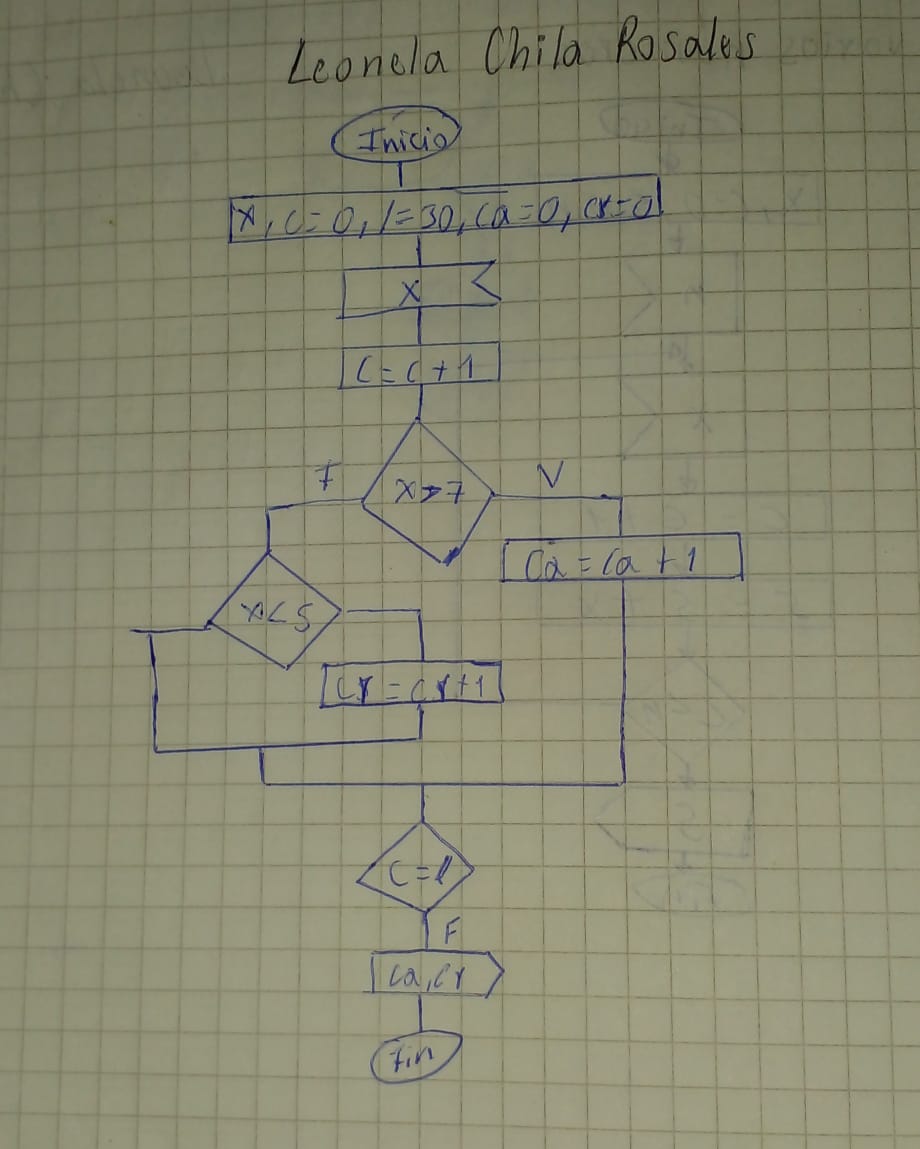 Leonela Chila Rosales
Inicio
X, C=0, l=30, Ca=0, Cr=0
X
C=C+1
F
X>7
V
Ca=Ca+1
X<5
Cr=Cr+1
C=l
F
Ca, Cr
Fin